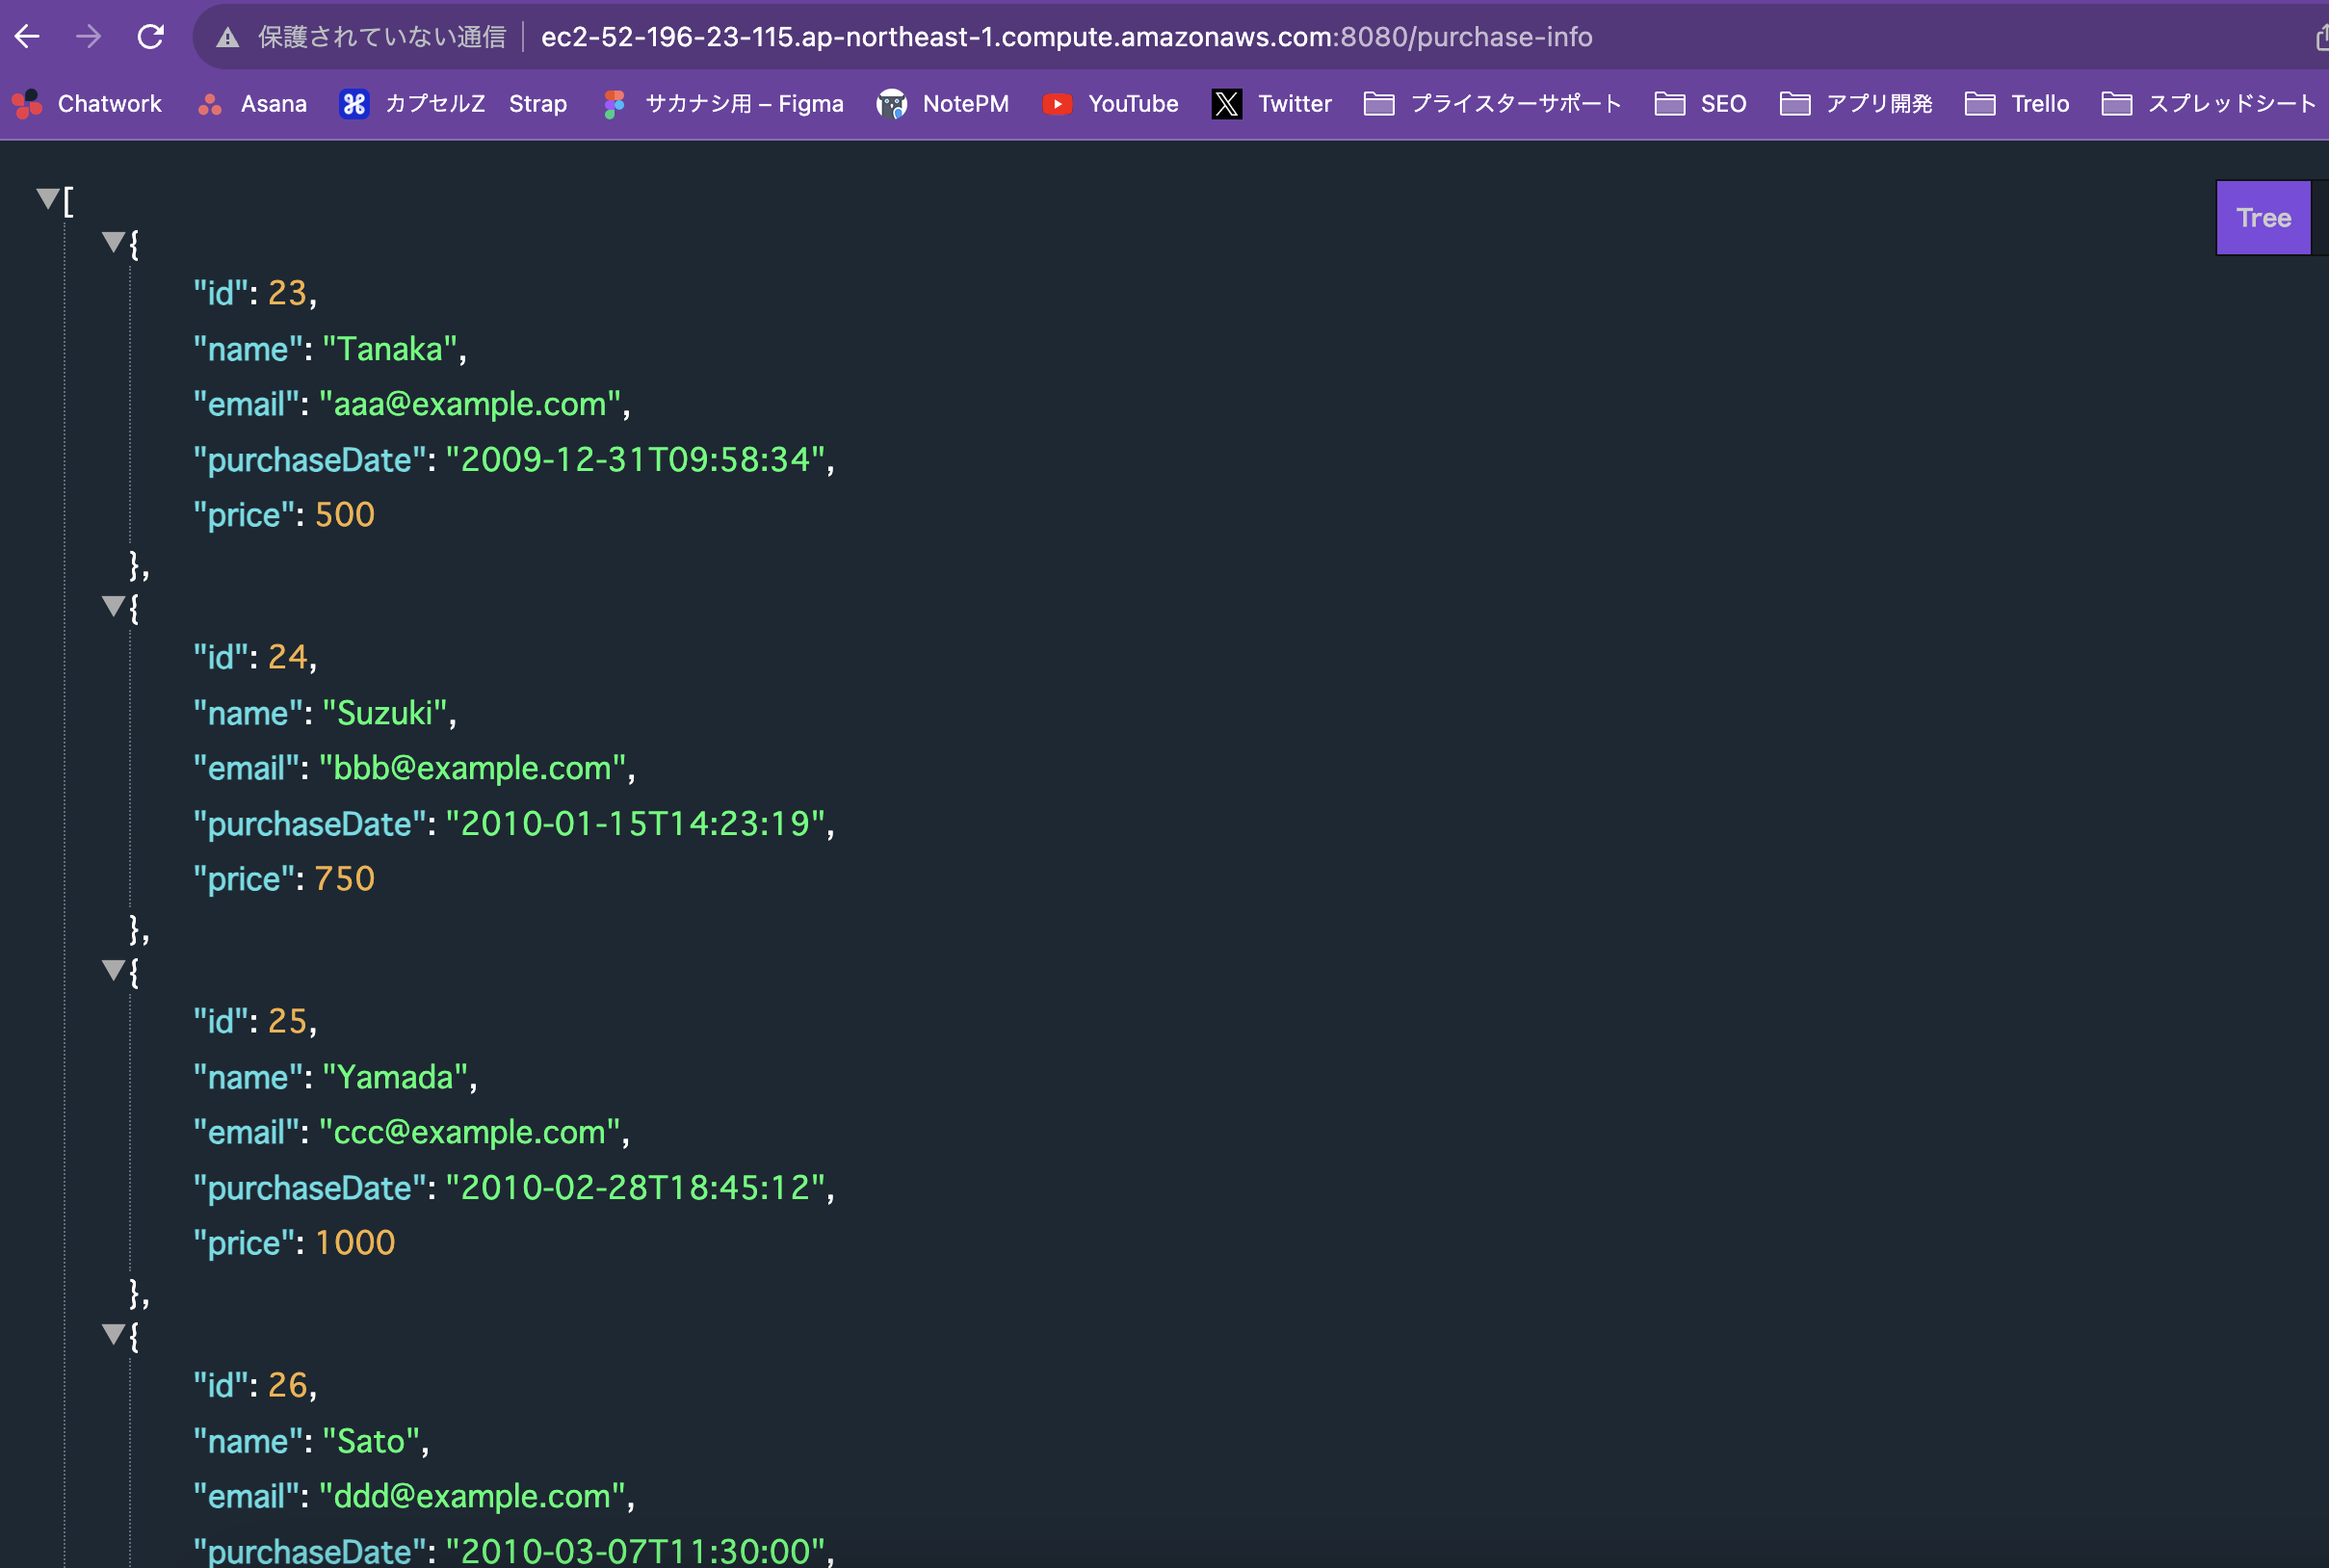 保護されていない通信 ec2-52-196-23-115.ap-northeast-1.compute.amazonaws.com:8080/purchase-info
Chatwork Asana カプセルZ Strap サカナシ用 – Figma NotePM YouTube Twitter プライスターサポート SEO アプリ開発 Trello スプレッドシート
[
Tree
{
"id": 23,
"name": "Tanaka",
"email": "aaa@example.com",
"purchaseDate": "2009-12-31T09:58:34",
"price": 500
},
{
"id": 24,
"name": "Suzuki",
"email": "bbb@example.com",
"purchaseDate": "2010-01-15T14:23:19",
"price": 750
},
{
"id": 25,
"name": "Yamada",
"email": "ccc@example.com",
"purchaseDate": "2010-02-28T18:45:12",
"price": 1000
},
{
"id": 26,
"name": "Sato",
"email": "ddd@example.com",
"purchaseDate": "2010-03-07T11:30:00",